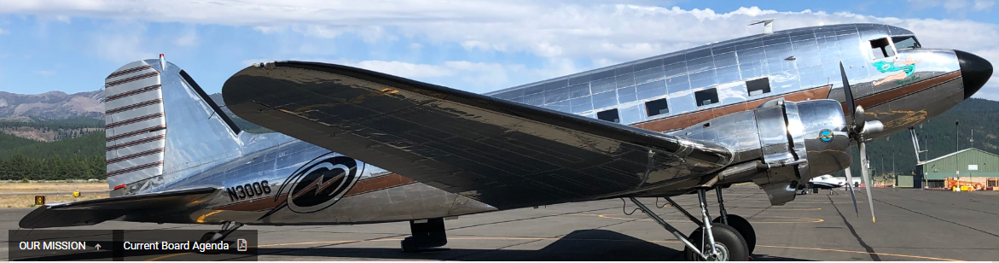 N3006
OUR MISSION ↑
Current Board Agenda